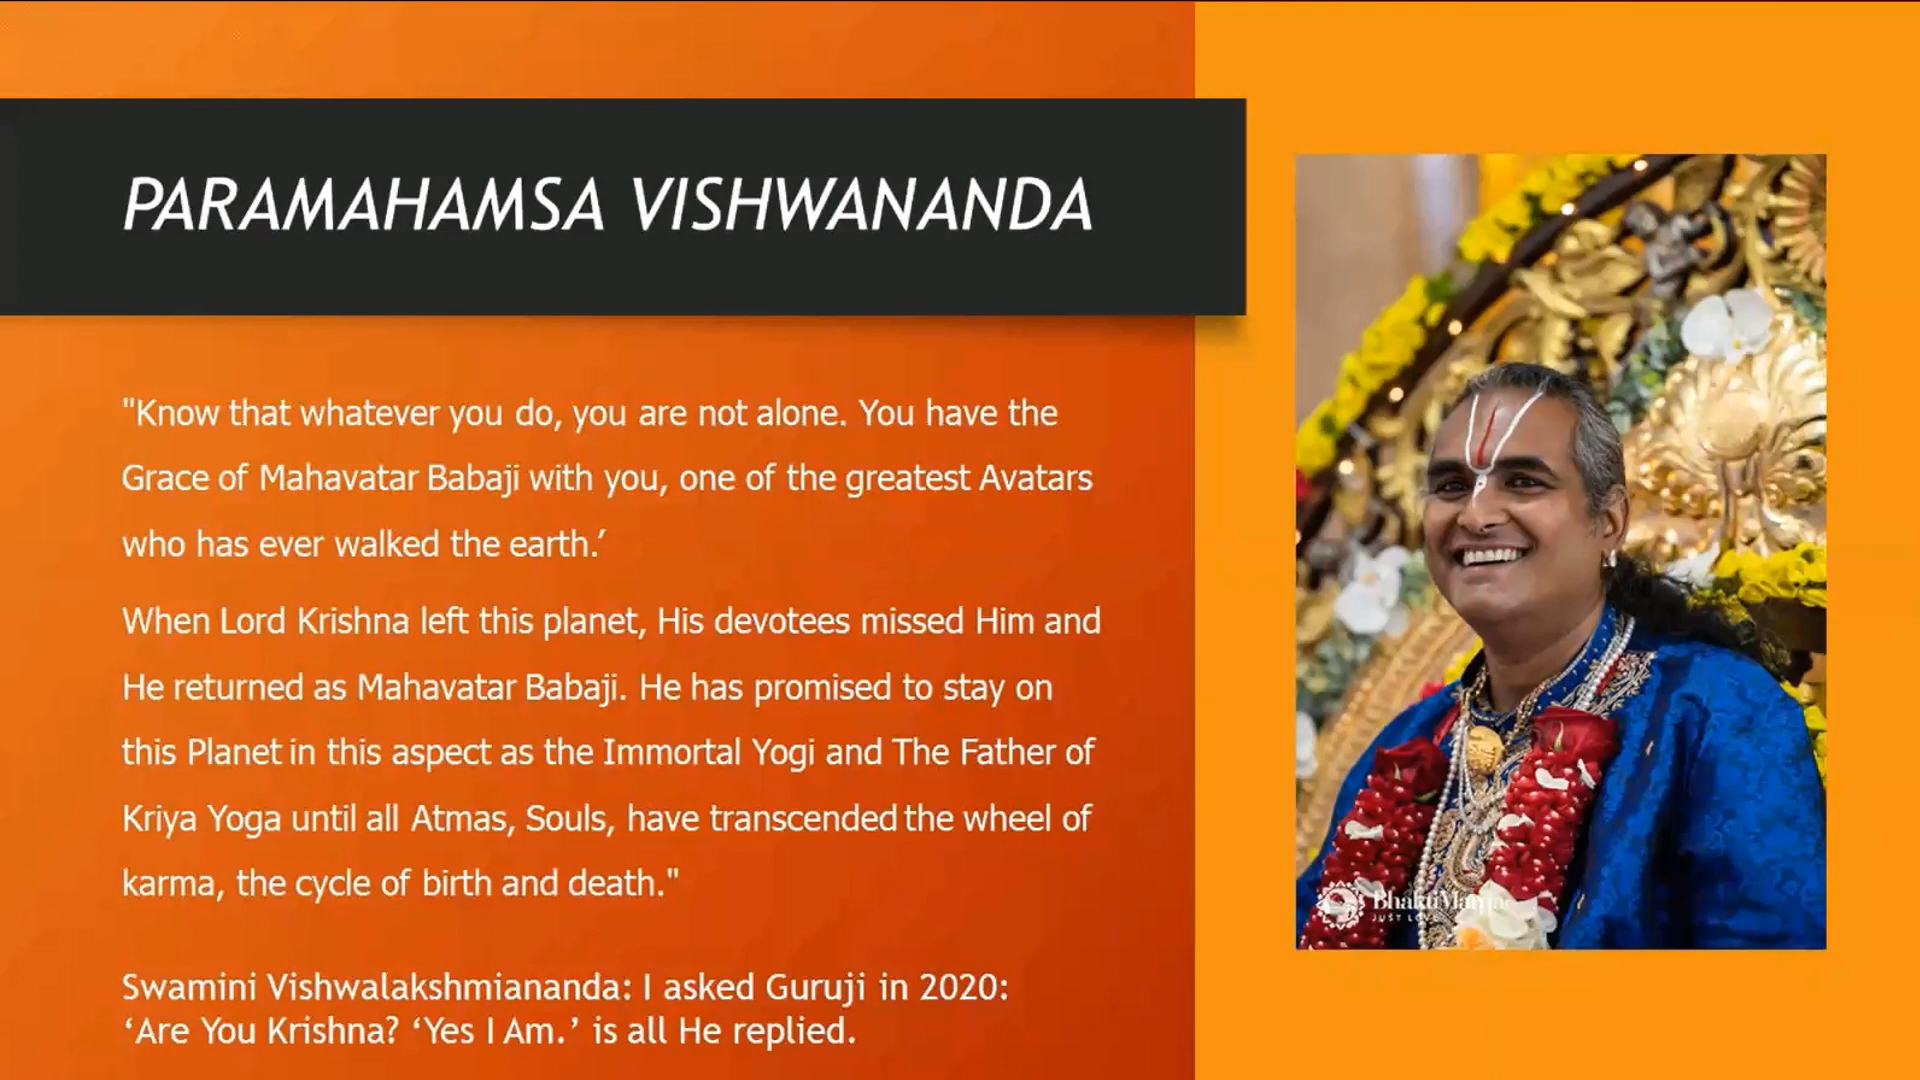 PARAMAHAMSA VISHWANANDA
"Know that whatever you do, you are not alone. You have the
Grace of Mahavatar Babaji with you, one of the greatest Avatars
who has ever walked the earth.’
When Lord Krishna left this planet, His devotees missed Him and
He returned as Mahavatar Babaji. He has promised to stay on
this Planet in this aspect as the Immortal Yogi and The Father of
Kriya Yoga until all Atmas, Souls, have transcended the wheel of
karma, the cycle of birth and death."
Swamini Vishwalakshmiananda: I asked Guruji in 2020:
‘Are You Krishna? ‘Yes I Am.’ is all He replied.
JUST